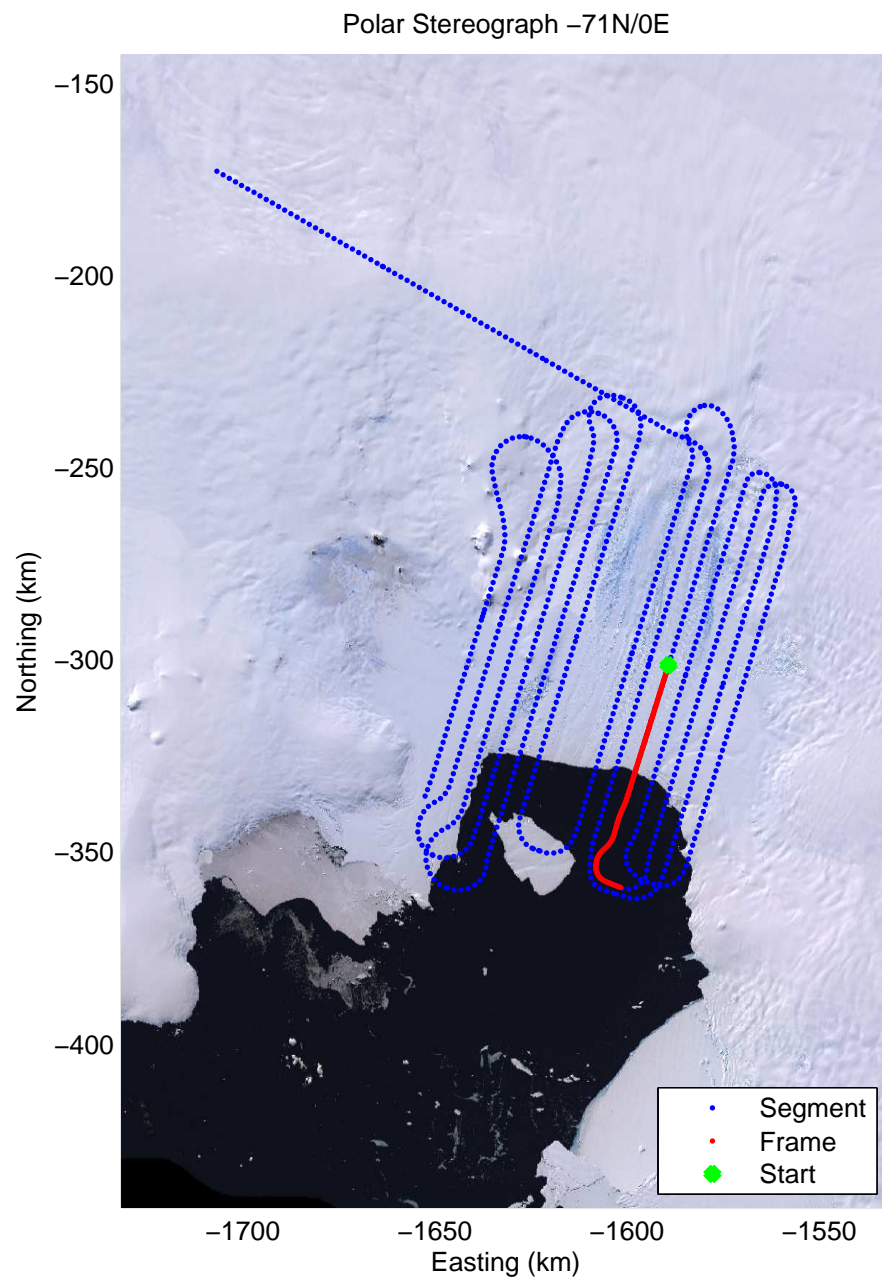 Polar Stereograph −71N/0E
−150
−200
−250
−300
−350
−400
Northing (km)
−1700
−1650
−1600
−1550
Easting (km)
Segment
Frame
Start